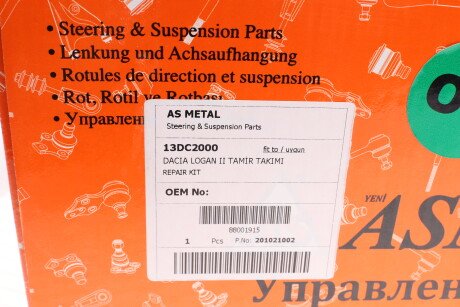 • Steering & Suspension Parts
• Lenkung und Achsaufhangung
• Rotules de direction et suspension
• Rot, Rotil ve Rotbaşı
• Управлен
AS METAL
Steering & Suspension Parts
13DC2000 fit to / uygun
DACIA LOGAN II TAMIR TAKIMI
REPAIR KIT
OEM No:
88001915
1 Pcs P.No: 201021002
YENİ
AS
Управлен